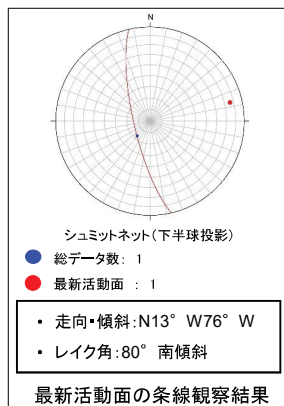 N
シュミットネット(下半球投影)
総データ数: 1
最新活動面 : 1
・ 走向・傾斜:N13° W76° W
・ レイク角:80° 南傾斜
最新活動面の条線観察結果